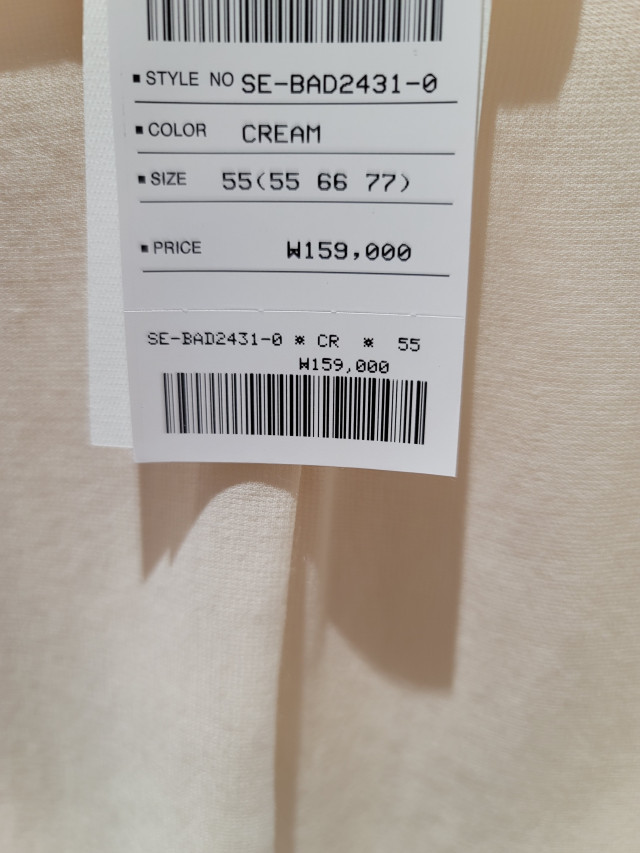 ▪ STYLE NO SE-BAD2431-0
▪ COLOR CREAM
▪ SIZE 55(55 66 77)
▪ PRICE ₩159,000
SE-BAD2431-0 * CR * 55
₩159,000